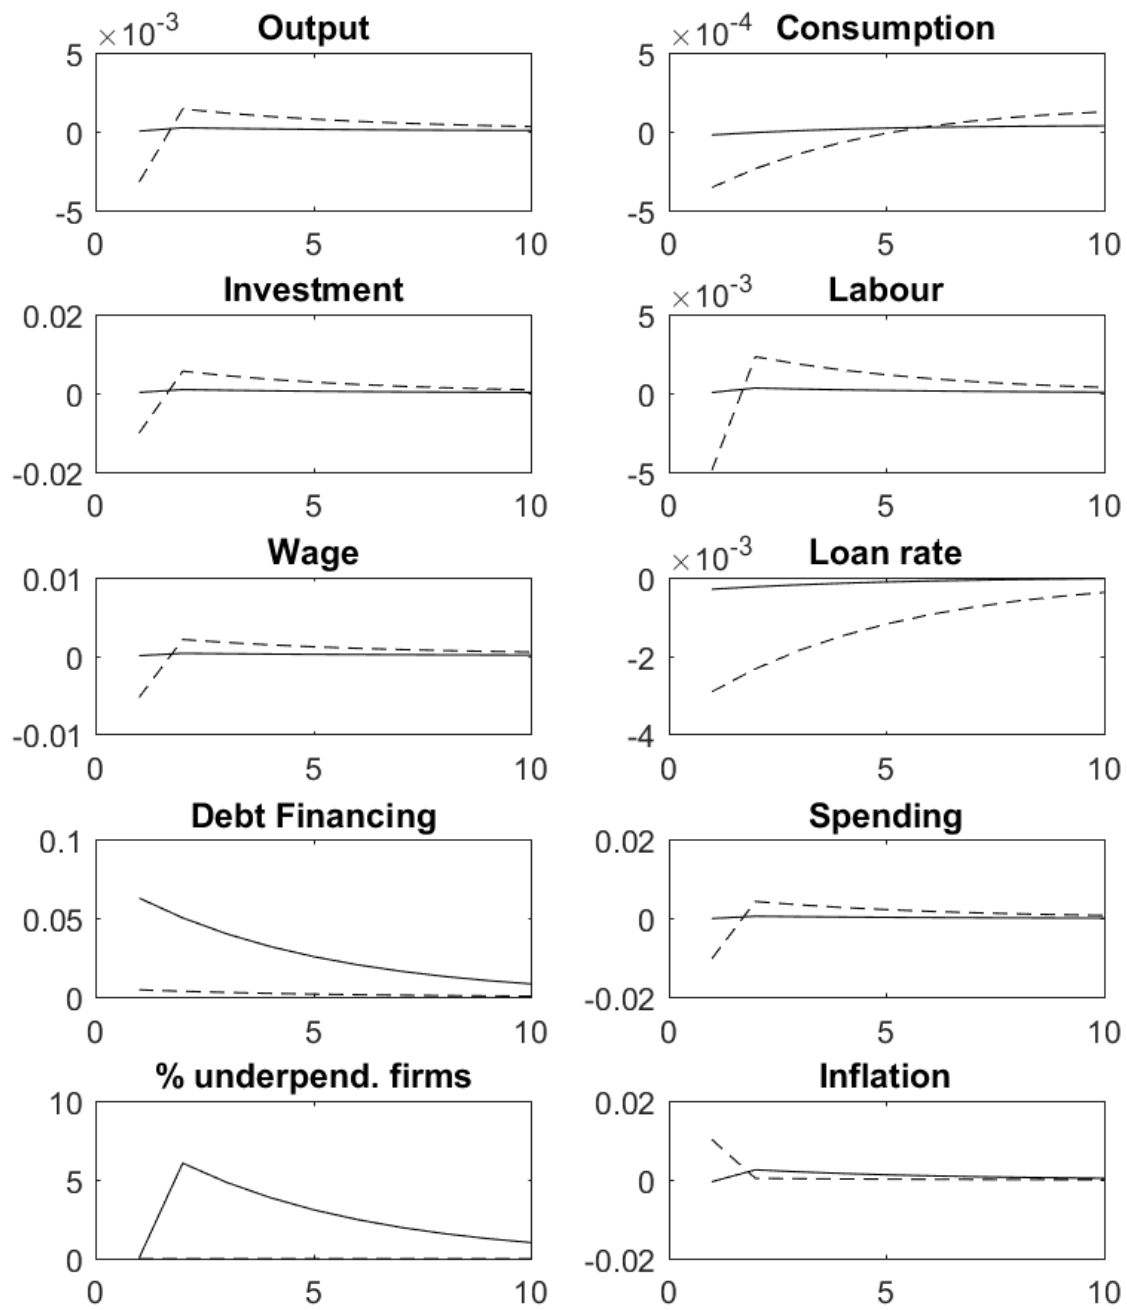 ×10^-3 Output
5
0
-5
0 5 10
×10^-4 Consumption
5
0
-5
0 5 10
Investment
0.02
0
-0.02
0 5 10
×10^-3 Labour
5
0
-5
0 5 10
Wage
0.01
0
-0.01
0 5 10
×10^-3 Loan rate
0
-2
-4
0 5 10
Debt Financing
0.1
0.05
0
0 5 10
Spending
0.02
0
-0.02
0 5 10
% underpend. firms
10
5
0
0 5 10
Inflation
0.02
0
-0.02
0 5 10